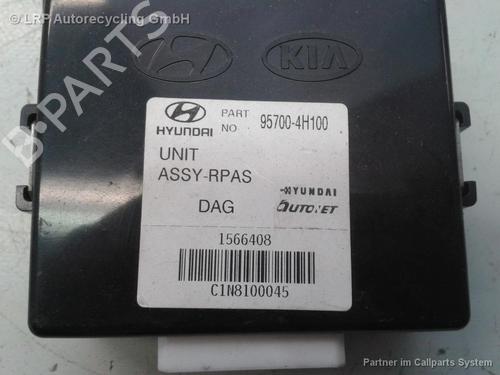 © LRP Autorecycling GmbH
KIA
HYUNDAI
PART NO. 95700-4H100
UNIT
ASSY-RPAS
DAG
HYUNDAI
AUTONET
1566408
C1N8100045
Partner im Callparts System